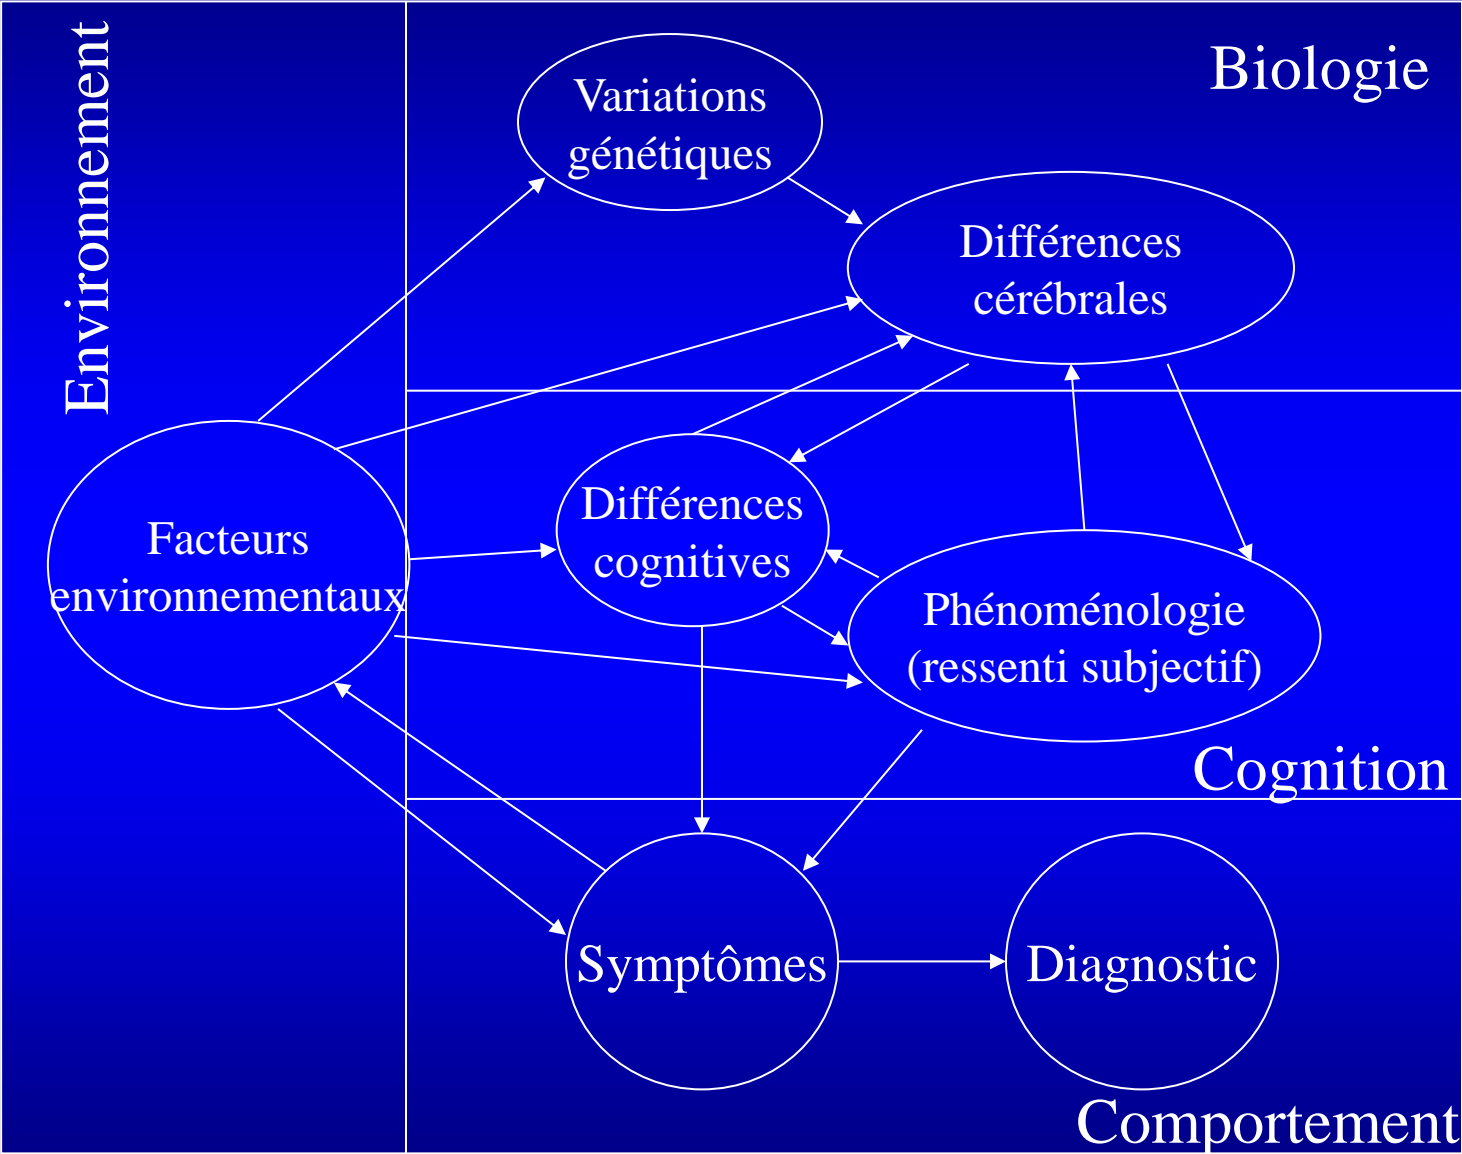 Environnement
Biologie
Variations
génétiques
Différences
cérébrales
Facteurs
environnementaux
Différences
cognitives
Phénoménologie
(ressenti subjectif)
Cognition
Symptômes
Diagnostic
Comportement